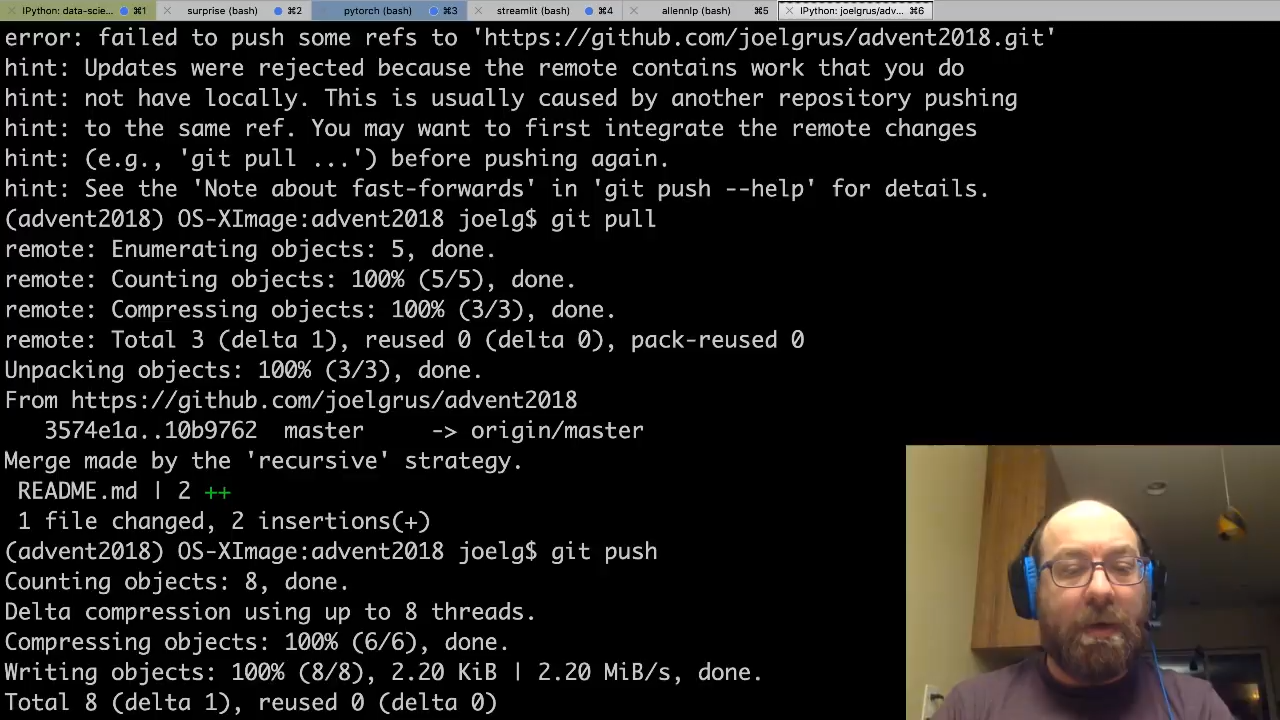 IPython: data-scie... ⌘1
surprise (bash) ⌘2
pytorch (bash) ⌘3
streamlit (bash) ⌘4
allennlp (bash) ⌘5
IPython: joelgrus/adv... ⌘6
error: failed to push some refs to 'https://github.com/joelgrus/advent2018.git'
hint: Updates were rejected because the remote contains work that you do
hint: not have locally. This is usually caused by another repository pushing
hint: to the same ref. You may want to first integrate the remote changes
hint: (e.g., 'git pull ...') before pushing again.
hint: See the 'Note about fast-forwards' in 'git push --help' for details.
(advent2018) OS-XImage:advent2018 joelg$ git pull
remote: Enumerating objects: 5, done.
remote: Counting objects: 100% (5/5), done.
remote: Compressing objects: 100% (3/3), done.
remote: Total 3 (delta 1), reused 0 (delta 0), pack-reused 0
Unpacking objects: 100% (3/3), done.
From https://github.com/joelgrus/advent2018
   3574e1a..10b9762  master     -> origin/master
Merge made by the 'recursive' strategy.
 README.md | 2 ++
 1 file changed, 2 insertions(+)
(advent2018) OS-XImage:advent2018 joelg$ git push
Counting objects: 8, done.
Delta compression using up to 8 threads.
Compressing objects: 100% (6/6), done.
Writing objects: 100% (8/8), 2.20 KiB | 2.20 MiB/s, done.
Total 8 (delta 1), reused 0 (delta 0)